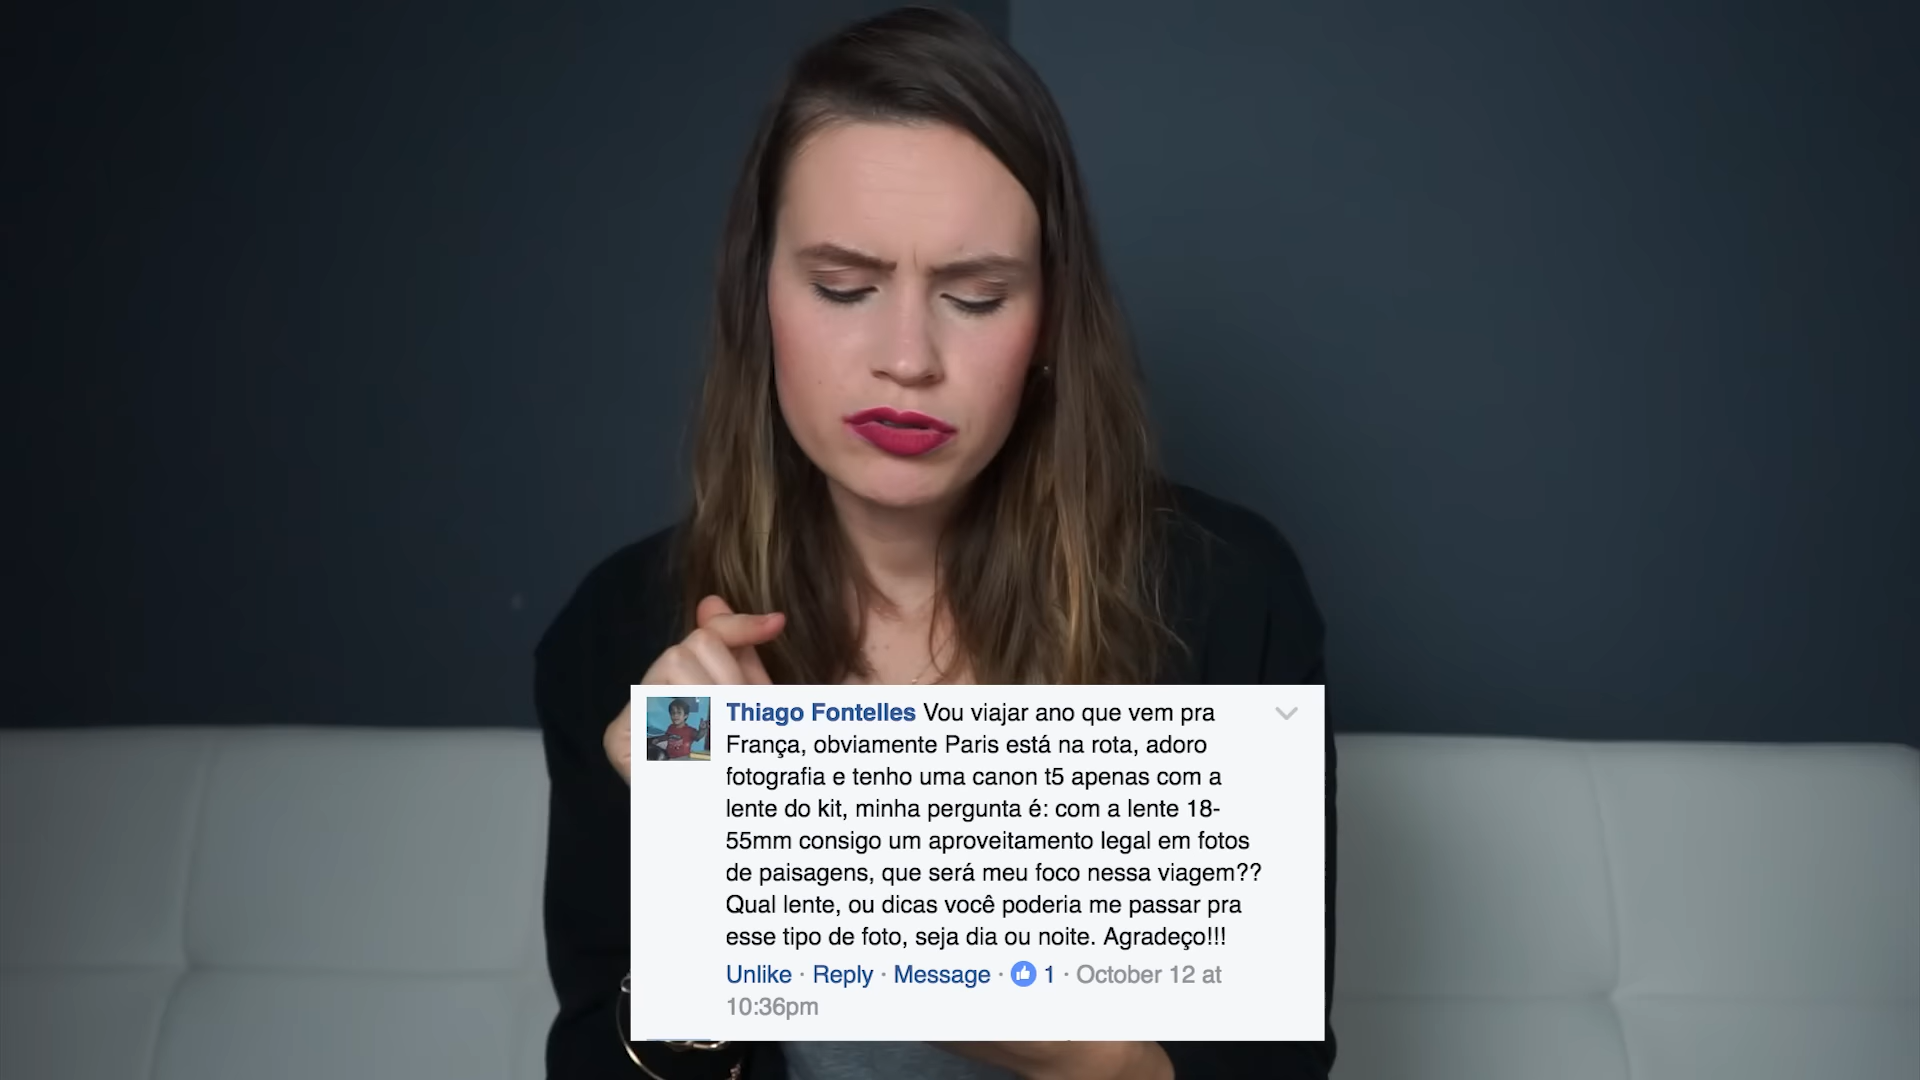 Thiago Fontelles Vou viajar ano que vem pra
França, obviamente Paris está na rota, adoro
fotografia e tenho uma canon t5 apenas com a
lente do kit, minha pergunta é: com a lente 18-
55mm consigo um aproveitamento legal em fotos
de paisagens, que será meu foco nessa viagem??
Qual lente, ou dicas você poderia me passar pra
esse tipo de foto, seja dia ou noite. Agradeço!!!
Unlike · Reply · Message · 1 · October 12 at
10:36pm